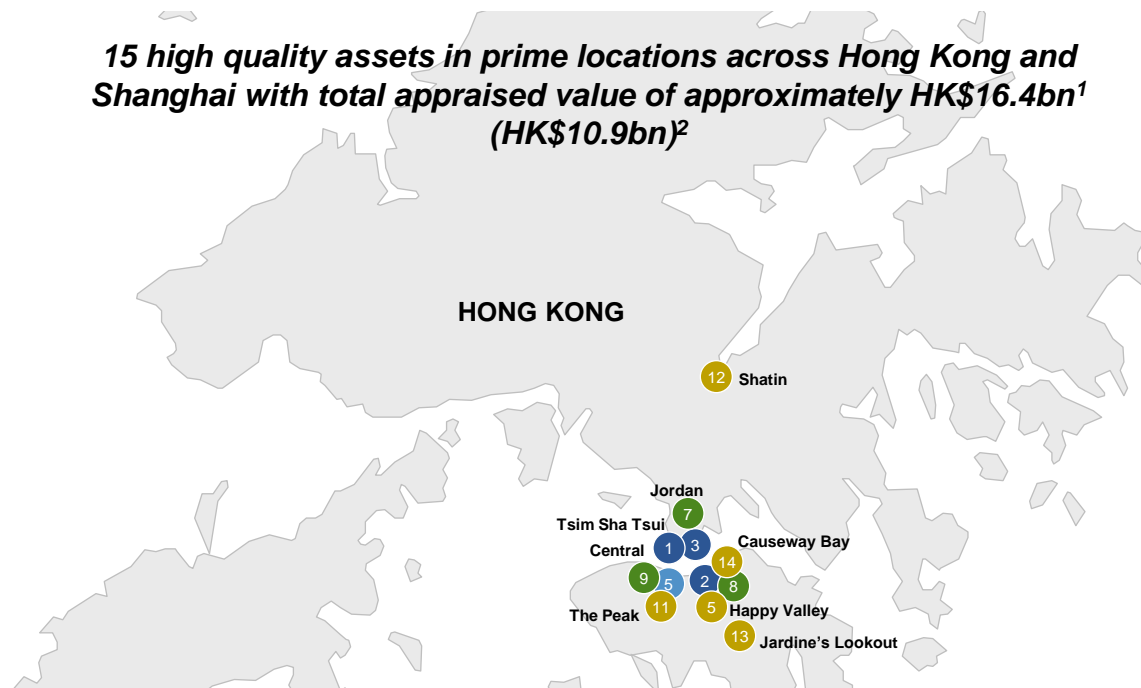 15 high quality assets in prime locations across Hong Kong and
Shanghai with total appraised value of approximately HK$16.4bn1
(HK$10.9bn)2
HONG KONG
12 Shatin
Jordan
7
Tsim Sha Tsui
1 3
Causeway Bay
Central
14
9 5 2 8
The Peak 11
5 Happy Valley
13 Jardine's Lookout